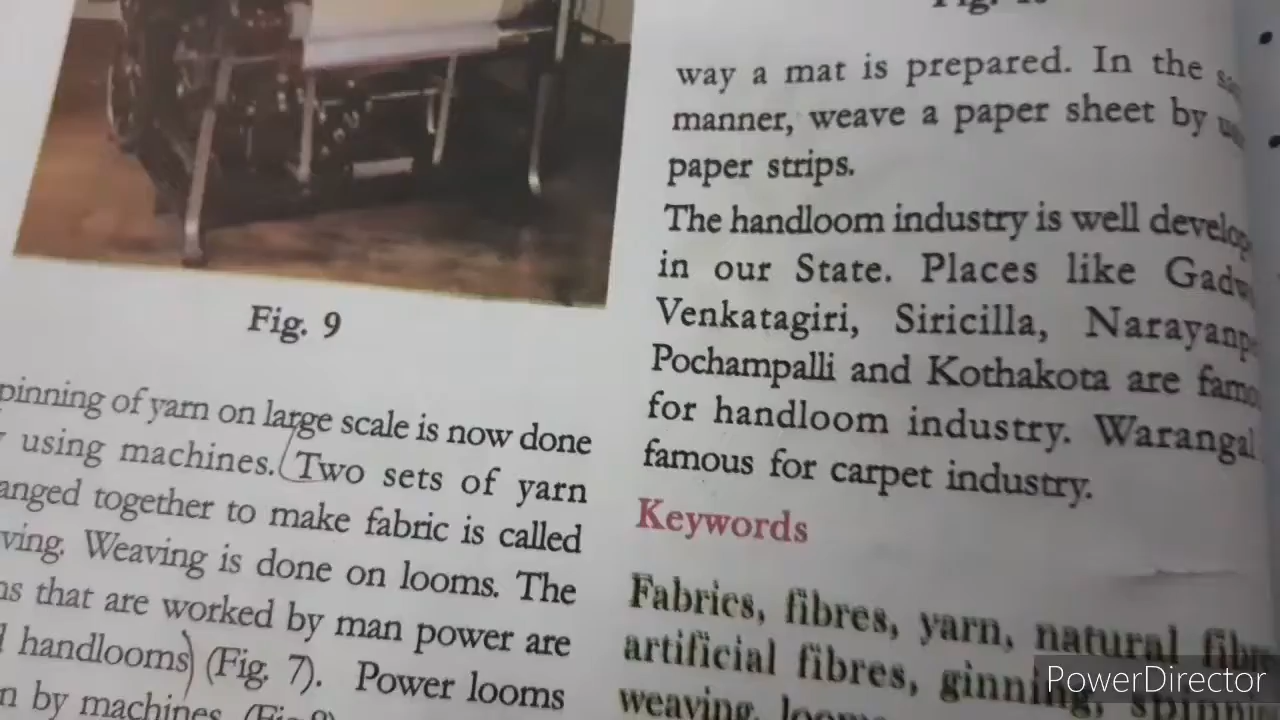 Fig. 9
pinning of yarn on large scale is now done
using machines. Two sets of yarn
anged together to make fabric is called
ving. Weaving is done on looms. The
ns that are worked by man power are
handlooms) (Fig. 7). Power looms
n by machines. (Fig
way a mat is prepared. In the
manner, weave a paper sheet by
paper strips.
The handloom industry is well develop
in our State. Places like Gadw
Venkatagiri, Siricilla, Narayanp
Pochampalli and Kothakota are famo
for handloom industry. Warangal
famous for carpet industry.
Keywords
Fabrics, fibres, yarn, natural fibre
artificial fibres, ginning, spinnin
weaving, looms
PowerDirector